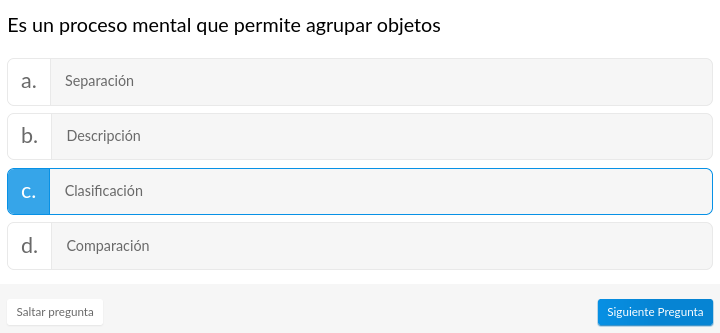 Es un proceso mental que permite agrupar objetos
a. Separación
b. Descripción
c. Clasificación
d. Comparación
Saltar pregunta Siguiente Pregunta